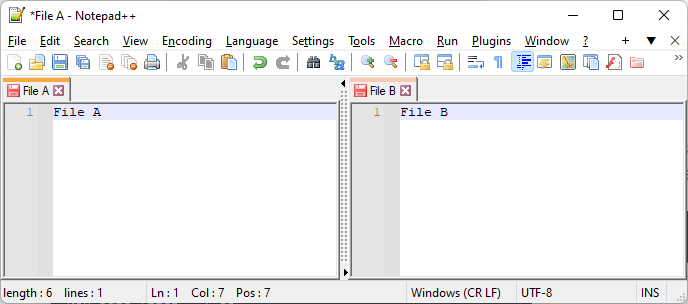 *File A - Notepad++
File Edit Search View Encoding Language Settings Tools Macro Run Plugins Window ? + ▼ X
File A
File B
1 File A
1 File B
length : 6 lines : 1 Ln : 1 Col : 7 Pos : 7 Windows (CR LF) UTF-8 INS